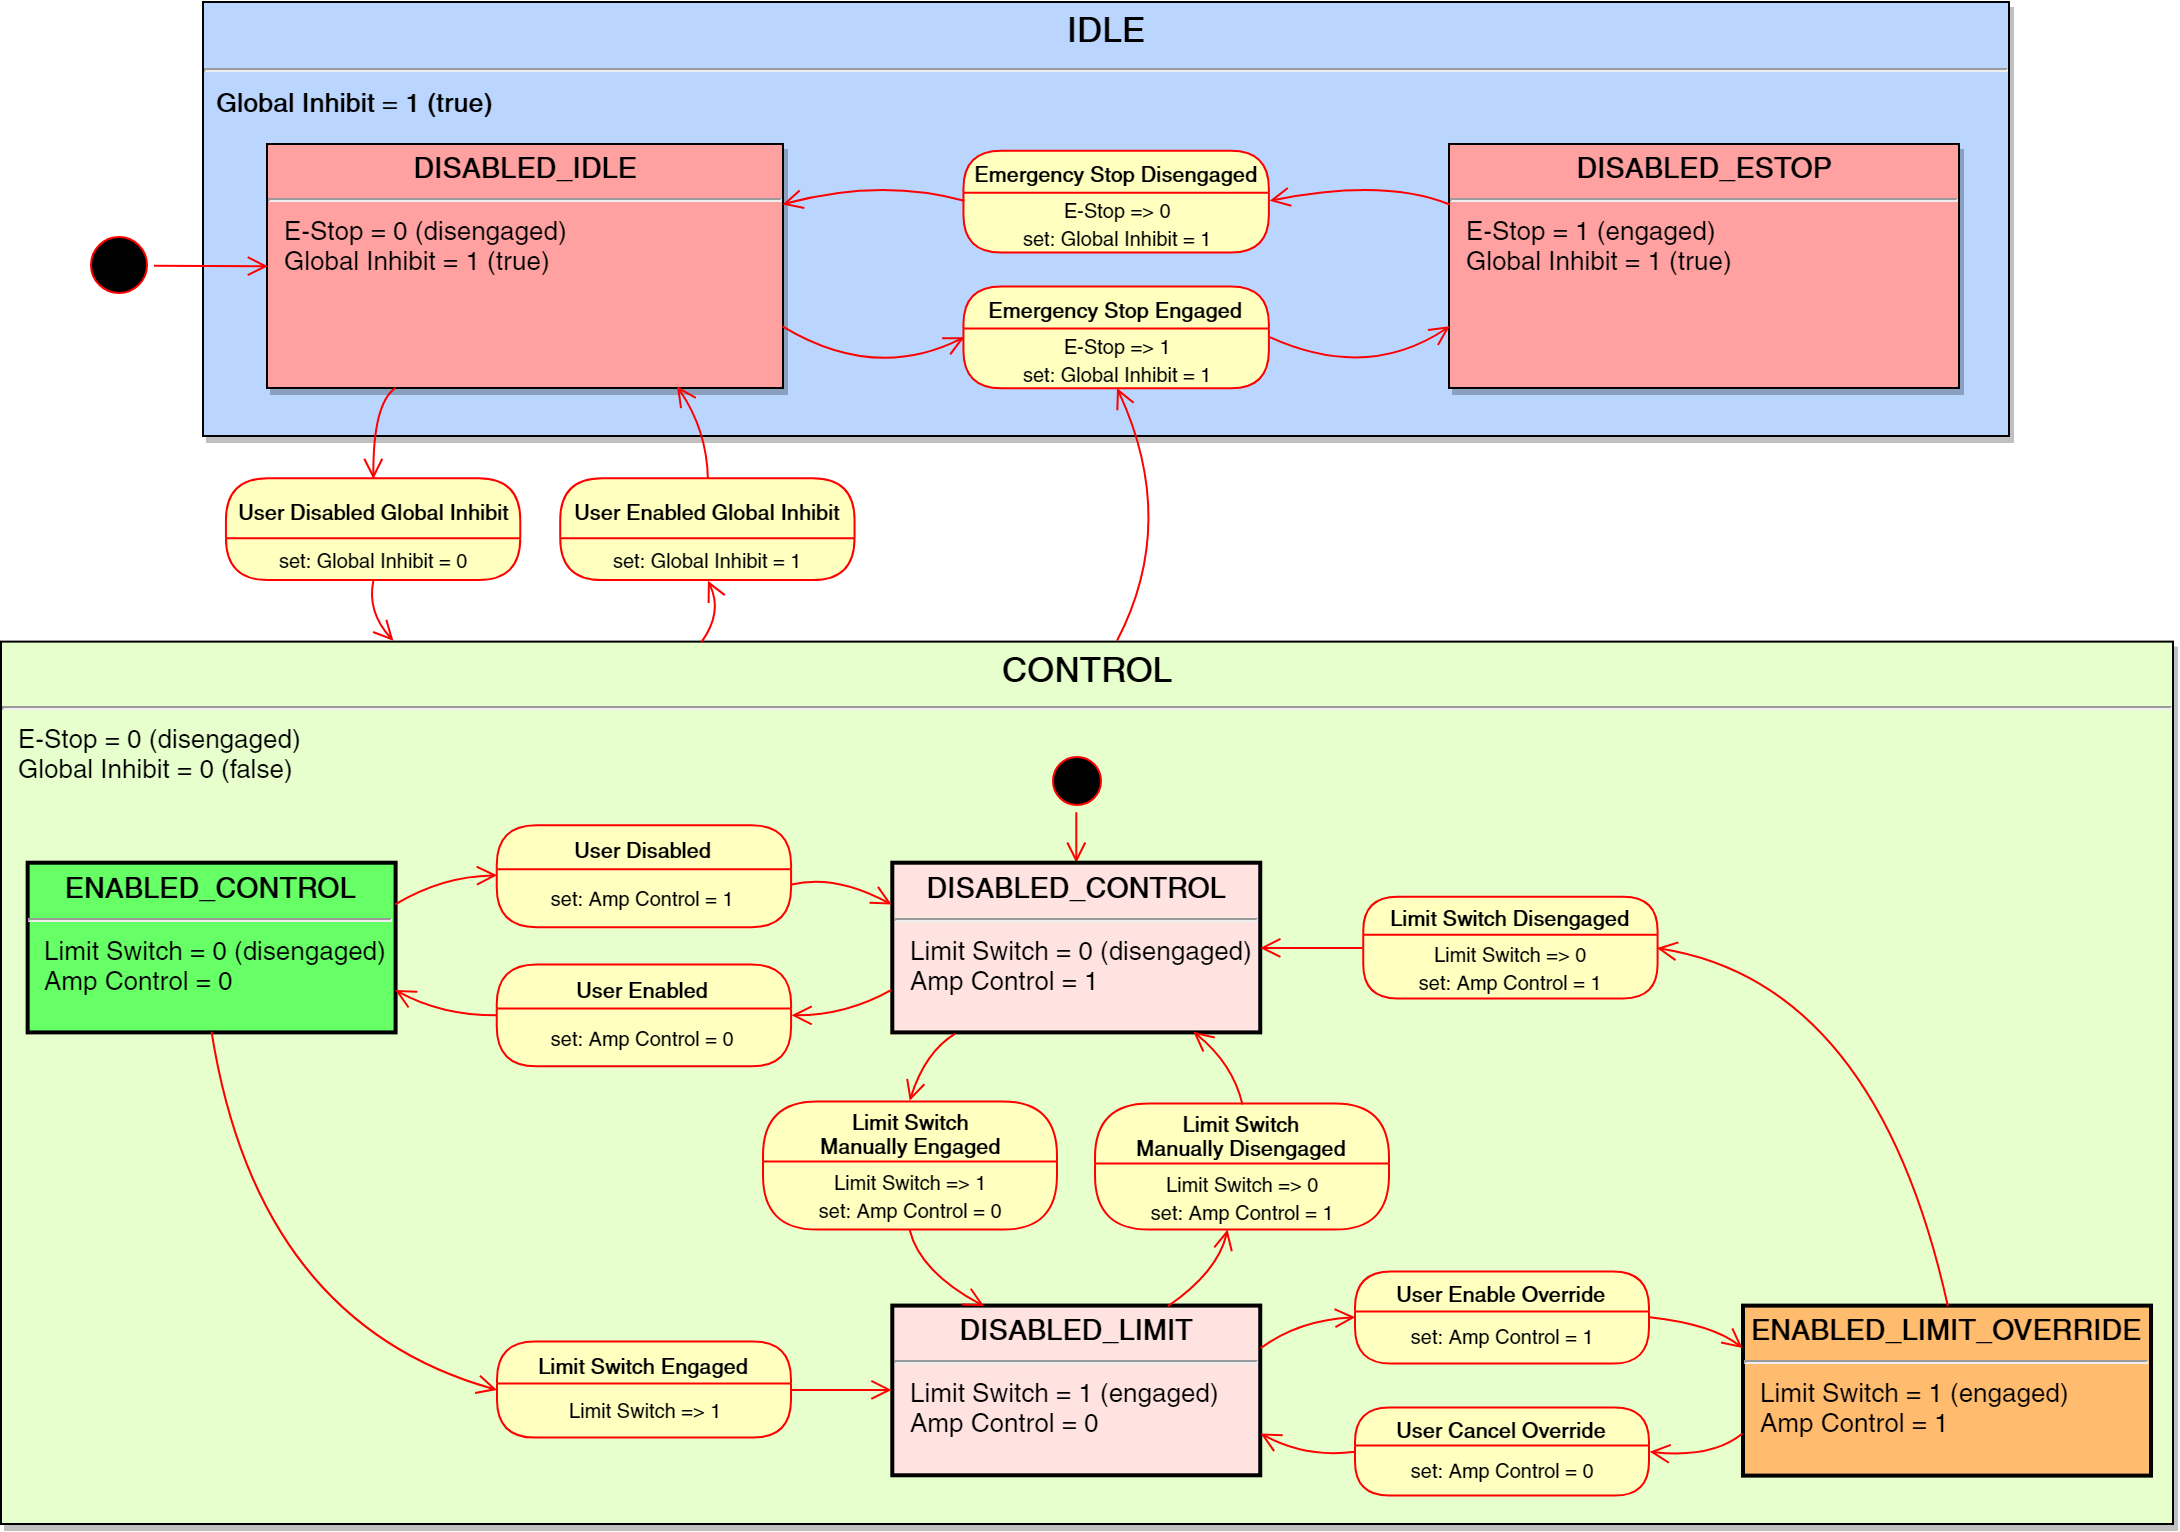 IDLE
Global Inhibit = 1 (true)
DISABLED_IDLE
E-Stop = 0 (disengaged)
Global Inhibit = 1 (true)
Emergency Stop Disengaged
E-Stop => 0
set: Global Inhibit = 1
Emergency Stop Engaged
E-Stop => 1
set: Global Inhibit = 1
DISABLED_ESTOP
E-Stop = 1 (engaged)
Global Inhibit = 1 (true)
User Disabled Global Inhibit
set: Global Inhibit = 0
User Enabled Global Inhibit
set: Global Inhibit = 1
CONTROL
E-Stop = 0 (disengaged)
Global Inhibit = 0 (false)
ENABLED_CONTROL
Limit Switch = 0 (disengaged)
Amp Control = 0
User Disabled
set: Amp Control = 1
User Enabled
set: Amp Control = 0
DISABLED_CONTROL
Limit Switch = 0 (disengaged)
Amp Control = 1
Limit Switch Disengaged
Limit Switch => 0
set: Amp Control = 1
Limit Switch
Manually Engaged
Limit Switch => 1
set: Amp Control = 0
Limit Switch
Manually Disengaged
Limit Switch => 0
set: Amp Control = 1
Limit Switch Engaged
Limit Switch => 1
DISABLED_LIMIT
Limit Switch = 1 (engaged)
Amp Control = 0
User Enable Override
set: Amp Control = 1
User Cancel Override
set: Amp Control = 0
ENABLED_LIMIT_OVERRIDE
Limit Switch = 1 (engaged)
Amp Control = 1